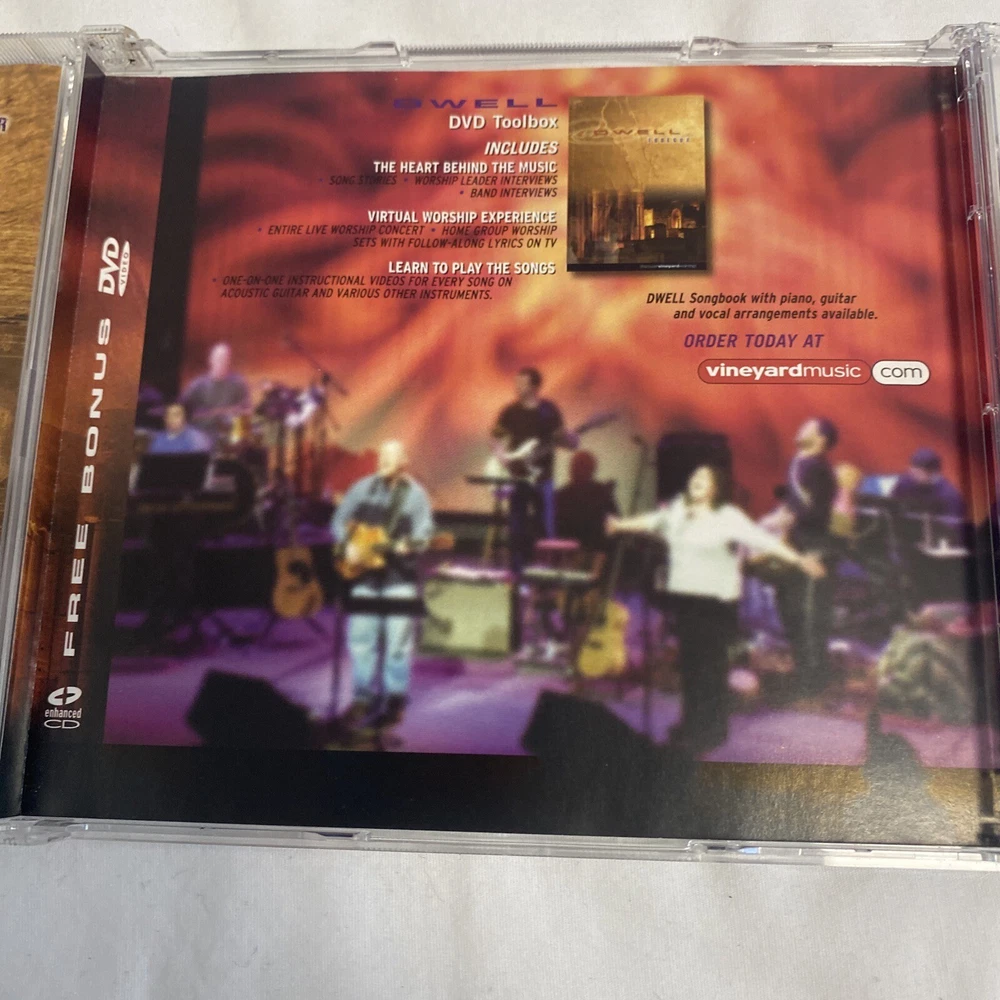 DWELL
DVD Toolbox
INCLUDES
THE HEART BEHIND THE MUSIC
• SONG STORIES • WORSHIP LEADER INTERVIEWS
• BAND INTERVIEWS
VIRTUAL WORSHIP EXPERIENCE
• ENTIRE LIVE WORSHIP CONCERT • HOME GROUP WORSHIP
SETS WITH FOLLOW-ALONG LYRICS ON TV
LEARN TO PLAY THE SONGS
• ONE-ON-ONE INSTRUCTIONAL VIDEOS FOR EVERY SONG ON
ACOUSTIC GUITAR AND VARIOUS OTHER INSTRUMENTS.
DWELL
DWELL Songbook with piano, guitar
and vocal arrangements available.
ORDER TODAY AT
vineyardmusic com
FREE BONUS DVD
VIDEO
enhanced
CD